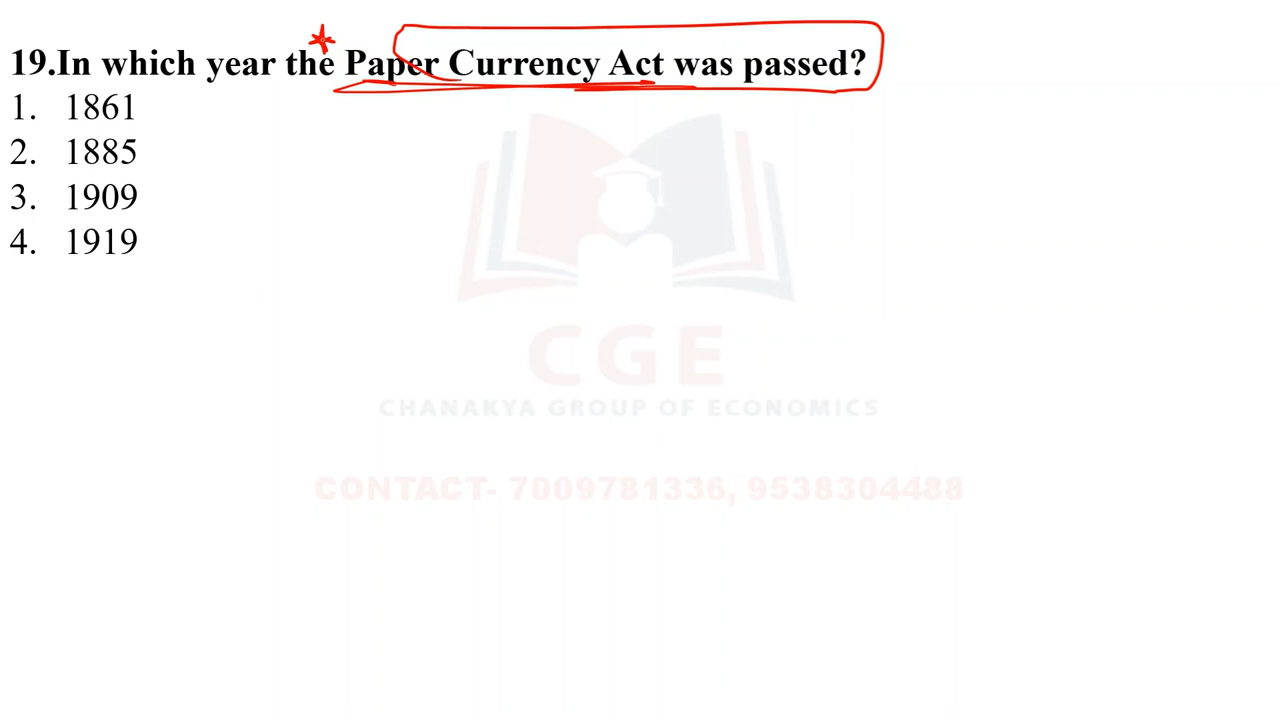 19.In which year the Paper Currency Act was passed?
1. 1861
2. 1885
3. 1909
4. 1919
CGE
CHANAKYA GROUP OF ECONOMICS
CONTACT- 7009781336, 9538304488